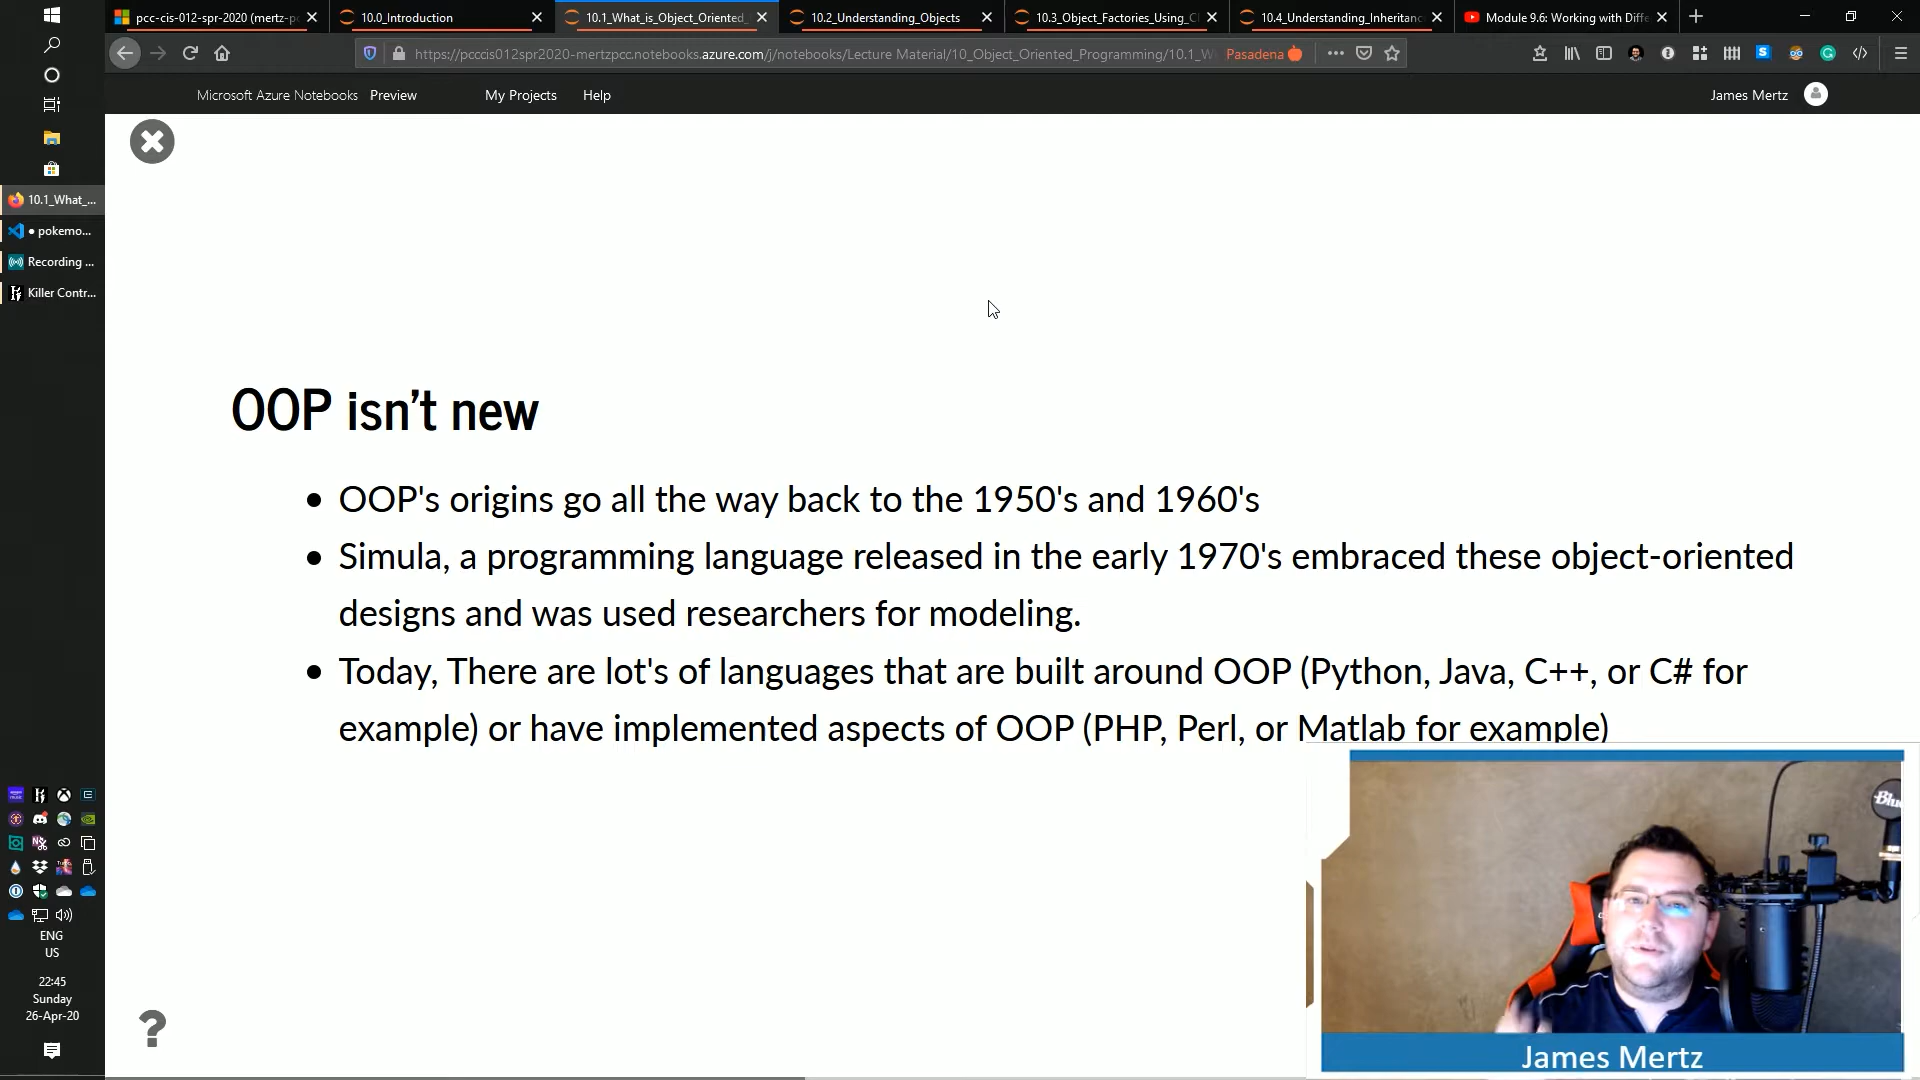 pcc-cis-012-spr-2020 (mertz-p
10.0_Introduction
10.1_What_is_Object_Oriented_
10.2_Understanding_Objects
10.3_Object_Factories_Using_Cl
10.4_Understanding_Inheritanc
Module 9.6: Working with Diffe
https://pcccis012spr2020-mertzpcc.notebooks.azure.com/j/notebooks/Lecture Material/10_Object_Oriented_Programming/10.1_W
Pasadena
Microsoft Azure Notebooks
Preview
My Projects
Help
James Mertz
10.1_What_...
● pokemo...
Recording ...
Killer Contr...
OOP isn't new
• OOP's origins go all the way back to the 1950's and 1960's
• Simula, a programming language released in the early 1970's embraced these object-oriented
designs and was used researchers for modeling.
• Today, There are lot's of languages that are built around OOP (Python, Java, C++, or C# for
example) or have implemented aspects of OOP (PHP, Perl, or Matlab for example)
ENG
US
22:45
Sunday
26-Apr-20
?
Blu
James Mertz